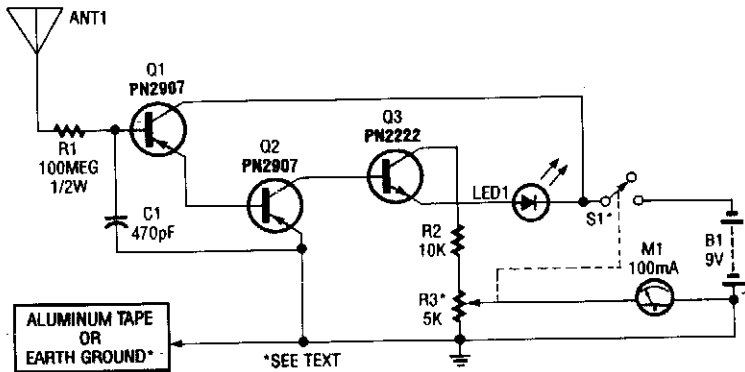 ANT1
Q1
PN2907
Q3
PN2222
R1
100MEG
1/2W
Q2
PN2907
LED1
S1*
C1
470pF
R2
10K
B1
9V
M1
100mA
R3*
5K
ALUMINUM TAPE
OR
EARTH GROUND*
*SEE TEXT